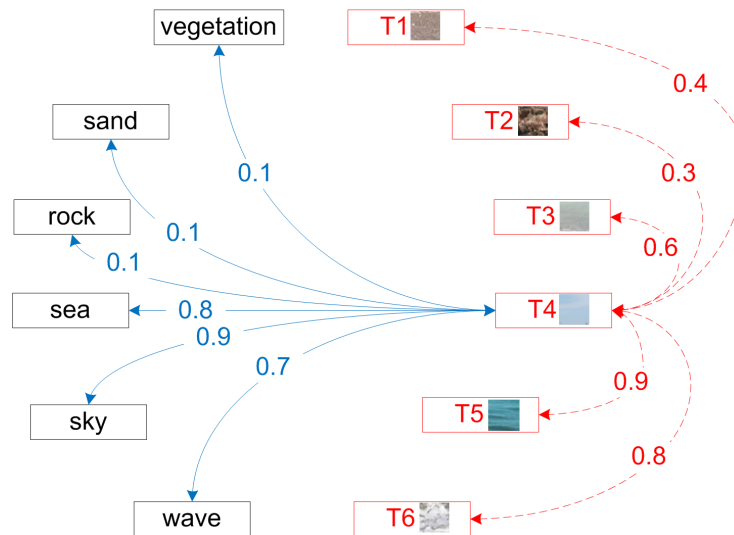 vegetation
T1
0.4
sand
T2
0.1
0.3
rock
T3
0.1
0.6
0.1
sea
0.8
T4
0.9
0.7
0.9
sky
T5
0.8
wave
T6